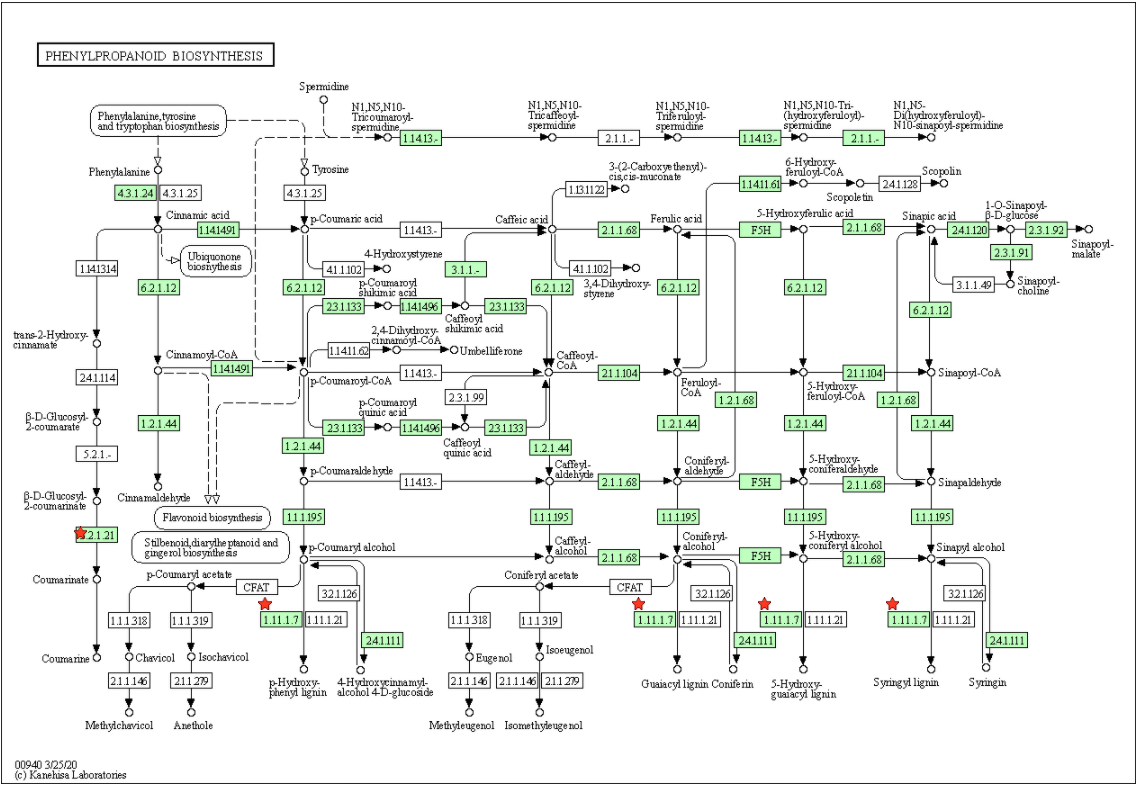 PHENYLPROPANOID BIOSYNTHESIS
Spermidine
Phenylalanine, tyrosine
and tryptophan biosynthesis
N1,N5,N10-
Tricoumaroyl-
spermidine
1.14.13.-
N1,N5,N10-
Tricaffeoyl-
spermidine
2.1.1.-
N1,N5,N10-
Triferuloyl-
spermidine
1.14.13.-
N1,N5,N10-Tri-
(hydroxyferuloyl)-
spermidine
2.1.1.-
N1,N5-
Di(hydroxyferuloyl)-
N10-sinapoyl-spermidine
Phenylalanine
Tyrosine
4.3.1.24
4.3.1.25
4.3.1.25
3-(2-Carboxyethenyl)-
cis,cis-muconate
1.13.11.22
1.14.11.61
6-Hydroxy-
feruloyl-CoA
Scopoletin
2.4.1.128
Scopolin
Cinnamic acid
1.14.14.91
p-Coumaric acid
1.14.13.-
Caffeic acid
2.1.1.68
Ferulic acid
F5H
5-Hydroxyferulic acid
2.1.1.68
Sinapic acid
2.4.1.120
1-O-Sinapoyl-
β-D-glucose
2.3.1.92
Sinapoyl-
malate
2.3.1.91
3.1.1.49
Sinapoyl-
choline
Ubiquonone
biosnythesis
1.14.13.14
4-Hydroxystyrene
4.1.1.102
3.1.1.-
4.1.1.102
3,4-Dihydroxy-
styrene
6.2.1.12
6.2.1.12
6.2.1.12
6.2.1.12
6.2.1.12
6.2.1.12
p-Coumaroyl
shikimic acid
2.3.1.133
1.14.14.96
2.3.1.133
Caffeoyl
shikimic acid
trans-2-Hydroxy-
cinnamate
2,4-Dihydroxy-
cinnamoyl-CoA
1.14.11.62
Umbelliferone
Cinnamoyl-CoA
1.14.14.91
p-Coumaroyl-CoA
1.14.13.-
Caffeoyl-
CoA
2.1.1.104
Feruloyl-
CoA
5-Hydroxy-
feruloyl-CoA
2.1.1.104
Sinapoyl-CoA
2.4.1.114
2.3.1.99
1.2.1.68
1.2.1.68
β-D-Glucosyl-
2-coumarate
p-Coumaroyl
quinic acid
2.3.1.133
1.14.14.96
2.3.1.133
Caffeoyl
quinic acid
1.2.1.44
1.2.1.44
1.2.1.44
1.2.1.44
1.2.1.44
1.2.1.44
5.2.1.-
p-Coumaraldehyde
1.14.13.-
Caffeyl-
aldehyde
2.1.1.68
Coniferyl-
aldehyde
F5H
5-Hydroxy-
coniferaldehyde
2.1.1.68
Sinapaldehyde
β-D-Glucosyl-
2-coumarinate
Cinnamaldehyde
Flavonoid biosynthesis
Stilbenoid,diarylheptanoid and
gingerol biosynthesis
1.1.1.195
1.1.1.195
1.1.1.195
1.1.1.195
1.1.1.195
.2.1.21
p-Coumaryl alcohol
Caffeyl-
alcohol
2.1.1.68
Coniferyl-
alcohol
F5H
5-Hydroxy-
coniferyl alcohol
2.1.1.68
Sinapyl alcohol
Coumarinate
p-Coumaryl acetate
CFAT
Coniferyl acetate
CFAT
3.2.1.126
3.2.1.126
3.2.1.126
1.1.1.318
1.1.1.319
1.11.1.7
1.1.1.21
1.1.1.318
1.1.1.319
1.11.1.7
1.1.1.21
1.11.1.7
1.1.1.21
1.11.1.7
1.1.1.21
2.4.1.111
2.4.1.111
2.4.1.111
Coumarine
Chavicol
Isochavicol
Eugenol
Isoeugenol
2.1.1.146
2.1.1.279
2.1.1.146
2.1.1.146
2.1.1.279
p-Hydroxy-
phenyl lignin
4-Hydroxycinnamyl-
alcohol 4-D-glucoside
Guaiacyl lignin
Coniferin
5-Hydroxy-
guaiacyl lignin
Syringyl lignin
Syringin
Methylchavicol
Anethole
Methyleugenol
Isomethyleugenol
00940 3/25/20
(c) Kanehisa Laboratories